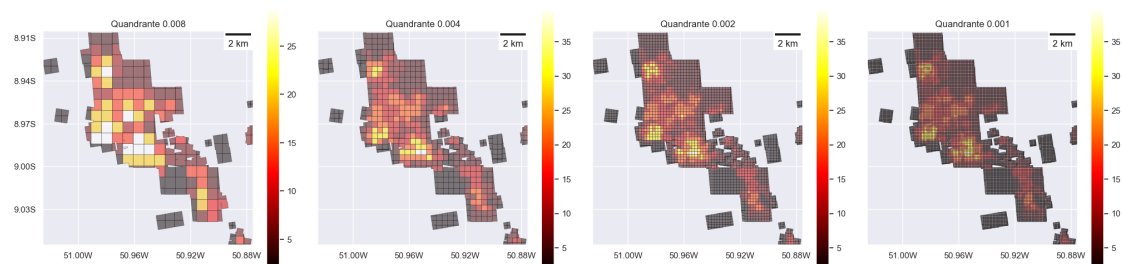 Quandrante 0.008
Quandrante 0.004
Quandrante 0.002
Quandrante 0.001
2 km
2 km
2 km
2 km
8.91S
8.94S
8.97S
9.00S
9.03S
25
20
15
10
5
35
30
25
20
15
10
5
35
30
25
20
15
10
5
35
30
25
20
15
10
5
51.00W
50.96W
50.92W
50.88W
51.00W
50.96W
50.92W
50.88W
51.00W
50.96W
50.92W
50.88W
51.00W
50.96W
50.92W
50.88W